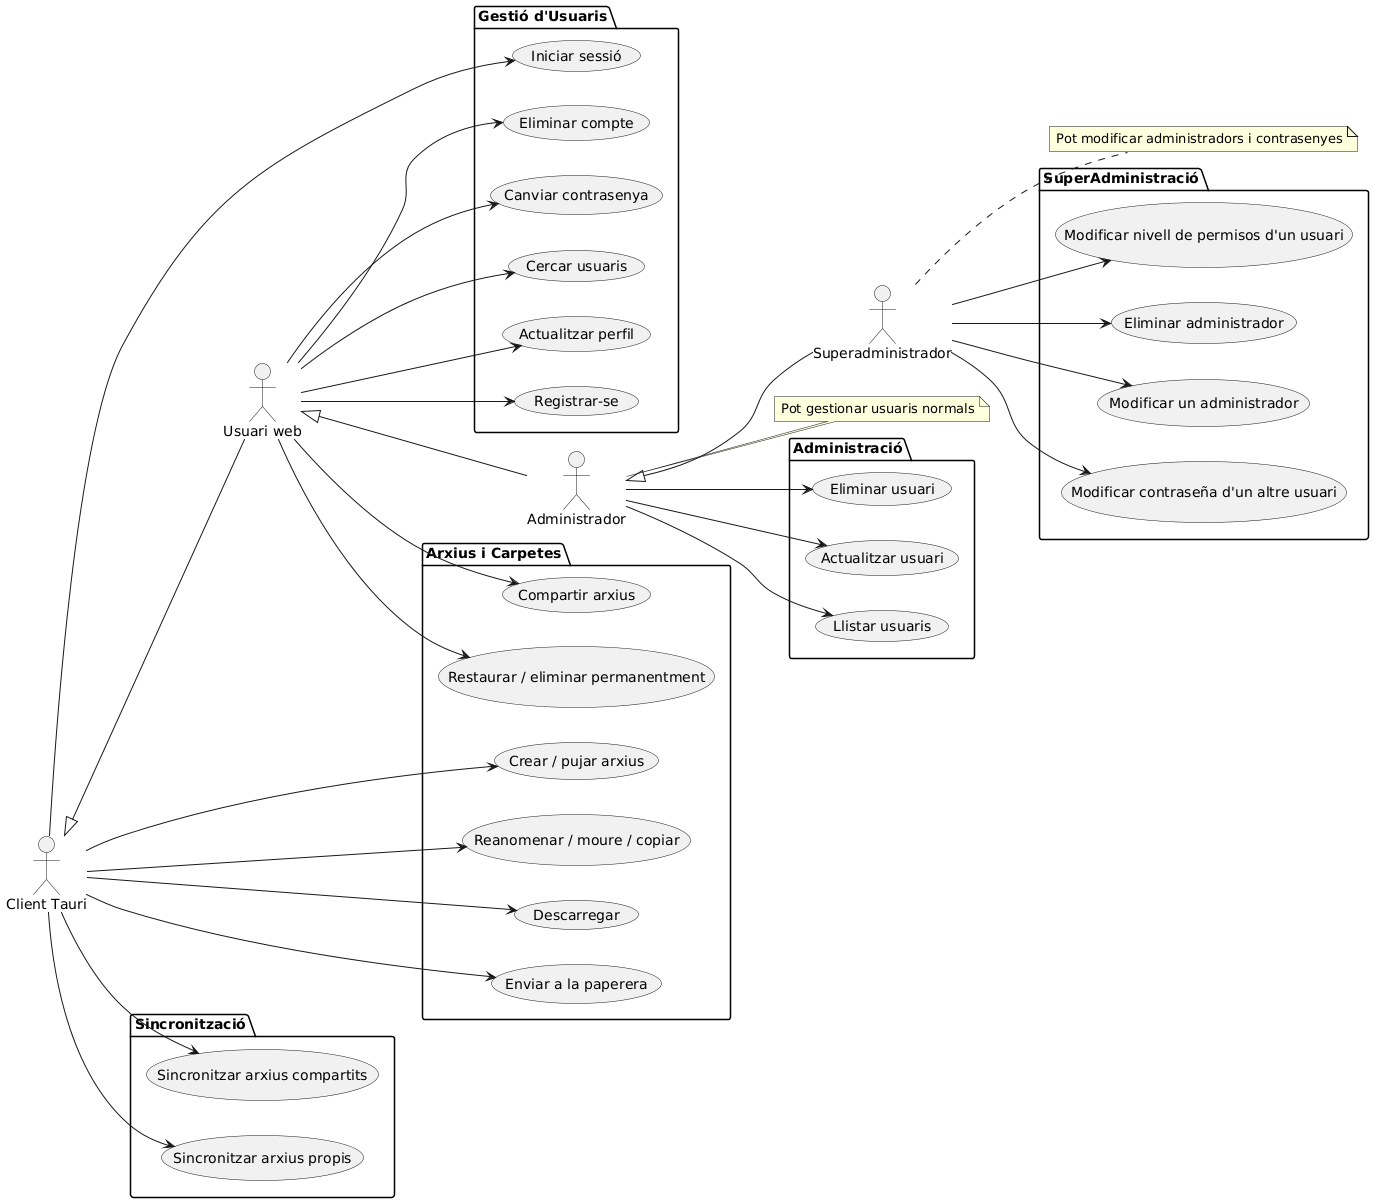 Gestió d'Usuaris
Iniciar sessió
Eliminar compte
Canviar contrasenya
Cercar usuaris
Actualitzar perfil
Registrar-se
Pot modificar administradors i contrasenyes
SuperAdministració
Modificar nivell de permisos d'un usuari
Eliminar administrador
Modificar un administrador
Modificar contraseña d'un altre usuari
Superadministrador
Usuari web
Pot gestionar usuaris normals
Administració
Eliminar usuari
Actualitzar usuari
Llistar usuaris
Administrador
Arxius i Carpetes
Compartir arxius
Restaurar / eliminar permanentment
Crear / pujar arxius
Reanomenar / moure / copiar
Descarregar
Enviar a la paperera
Client Tauri
Sincronització
Sincronitzar arxius compartits
Sincronitzar arxius propis